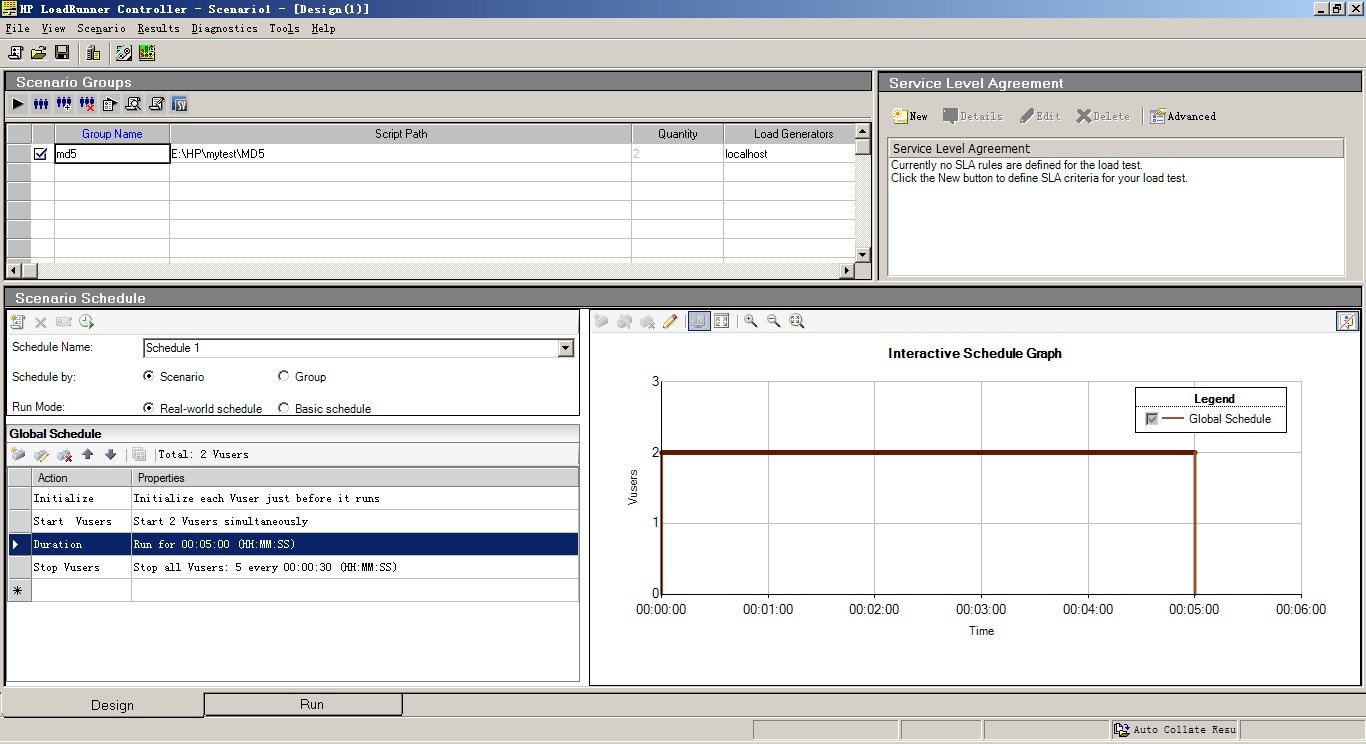 HP LoadRunner Controller - Scenario1 - [Design(1)]
File View Scenario Results Diagnostics Tools Help
Scenario Groups
Group Name Script Path Quantity Load Generators
md5 E:\HP\mytest\MD5 2 localhost
Service Level Agreement
New Details Edit Delete Advanced
Service Level Agreement
Currently no SLA rules are defined for the load test.
Click the New button to define SLA criteria for your load test.
Scenario Schedule
Schedule Name: Schedule 1
Schedule by: Scenario Group
Run Mode: Real-world schedule Basic schedule
Global Schedule
Total: 2 Vusers
Action Properties
Initialize Initialize each Vuser just before it runs
Start Vusers Start 2 Vusers simultaneously
Duration Run for 00:05:00 (HH:MM:SS)
Stop Vusers Stop all Vusers: 5 every 00:00:30 (HH:MM:SS)
Interactive Schedule Graph
Legend
Global Schedule
3
2
1
0
Vusers
00:00:00 00:01:00 00:02:00 00:03:00 00:04:00 00:05:00 00:06:00
Time
Design Run
Auto Collate Resu